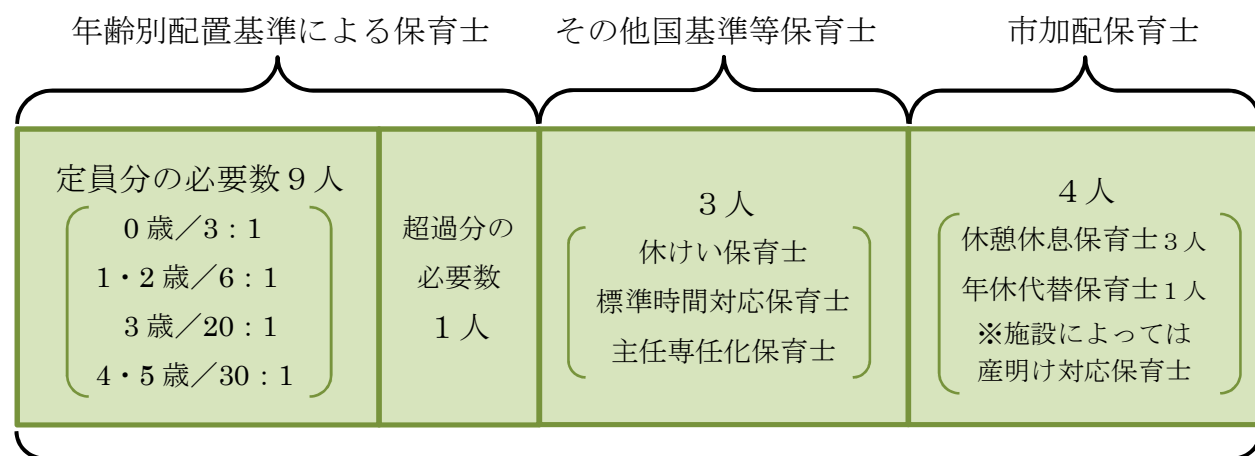 年齢別配置基準による保育士
その他国基準等保育士
市加配保育士
定員分の必要数９人
0 歳／3：1
1・2 歳／6：1
3 歳／20：1
4・5 歳／30：1
超過分の
必要数
１人
３人
休けい保育士
標準時間対応保育士
主任専任化保育士
４人
休憩休息保育士３人
年休代替保育士１人
※施設によっては
産明け対応保育士